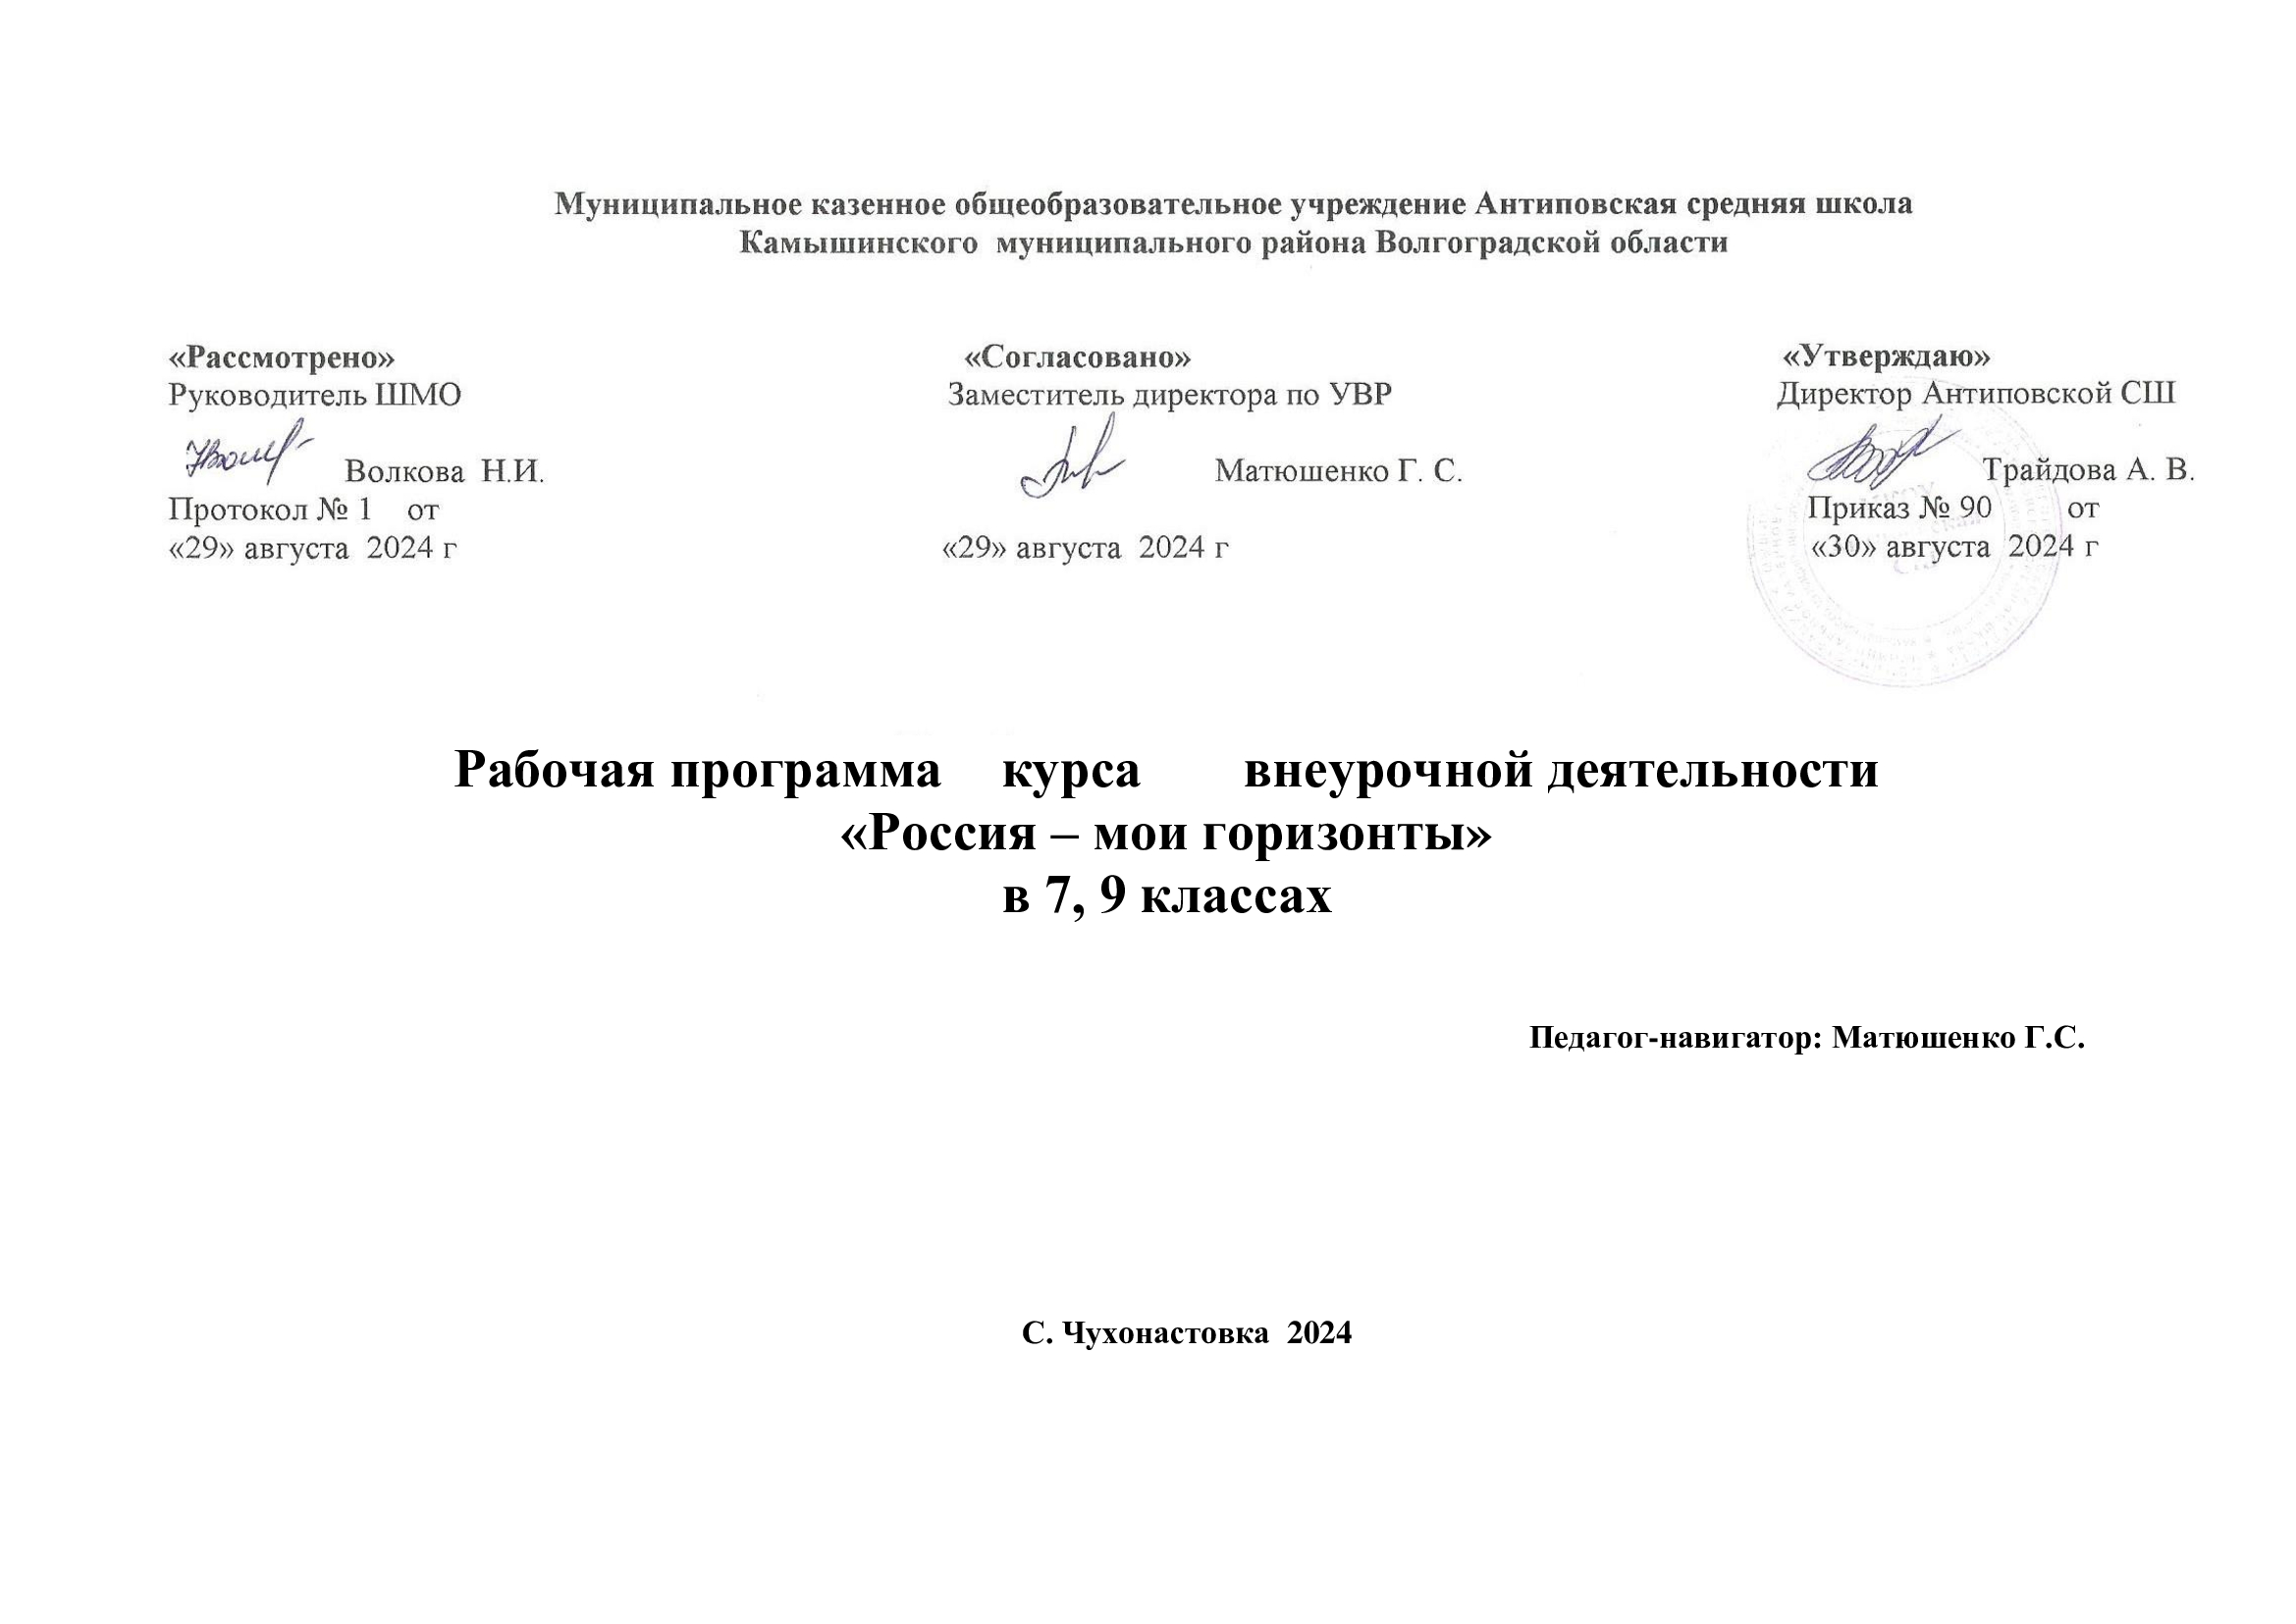 Муниципальное казенное общеобразовательное учреждение Антиповская средняя школа
Камышинского муниципального района Волгоградской области
«Рассмотрено»
Руководитель ШМО
Волкова Н.И.
Протокол № 1 от
«29» августа 2024 г
«Согласовано»
Заместитель директора по УВР
Матюшенко Г. С.
«29» августа 2024 г
«Утверждаю»
Директор Антиповской СШ
Трайдова А. В.
Приказ № 90 от
«30» августа 2024 г
Рабочая программа курса внеурочной деятельности
«Россия – мои горизонты»
в 7, 9 классах
Педагог-навигатор: Матюшенко Г.С.
С. Чухонастовка 2024